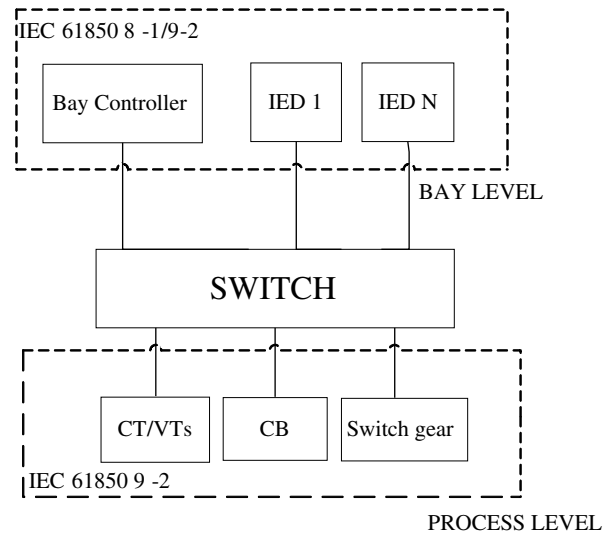 IEC 61850 8 -1/9-2
Bay Controller
IED 1
IED N
BAY LEVEL
SWITCH
CT/VTs
CB
Switch gear
IEC 61850 9 -2
PROCESS LEVEL